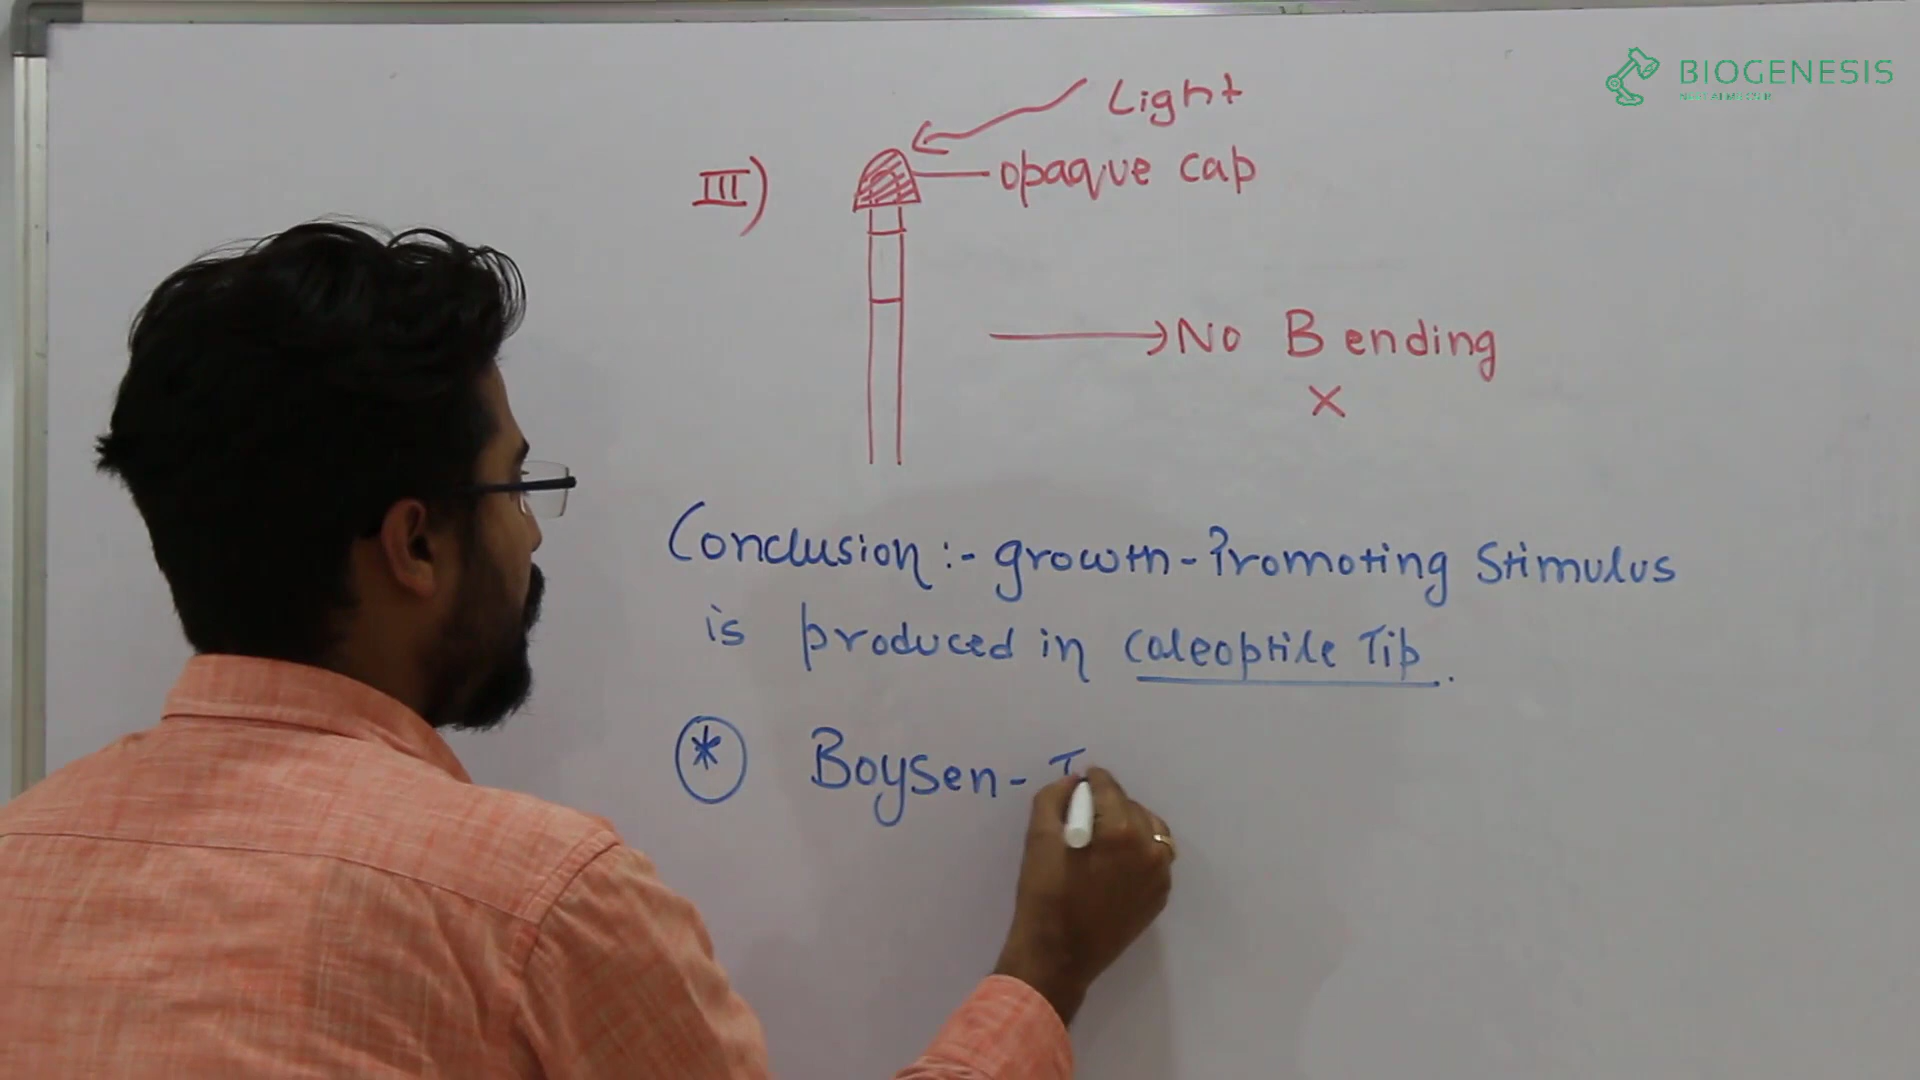 BIOGENESIS
Light
III)
opaque cap
No Bending
X
Conclusion :- growth-Promoting Stimulus
is produced in Coleoptile Tip.
* Boysen-J